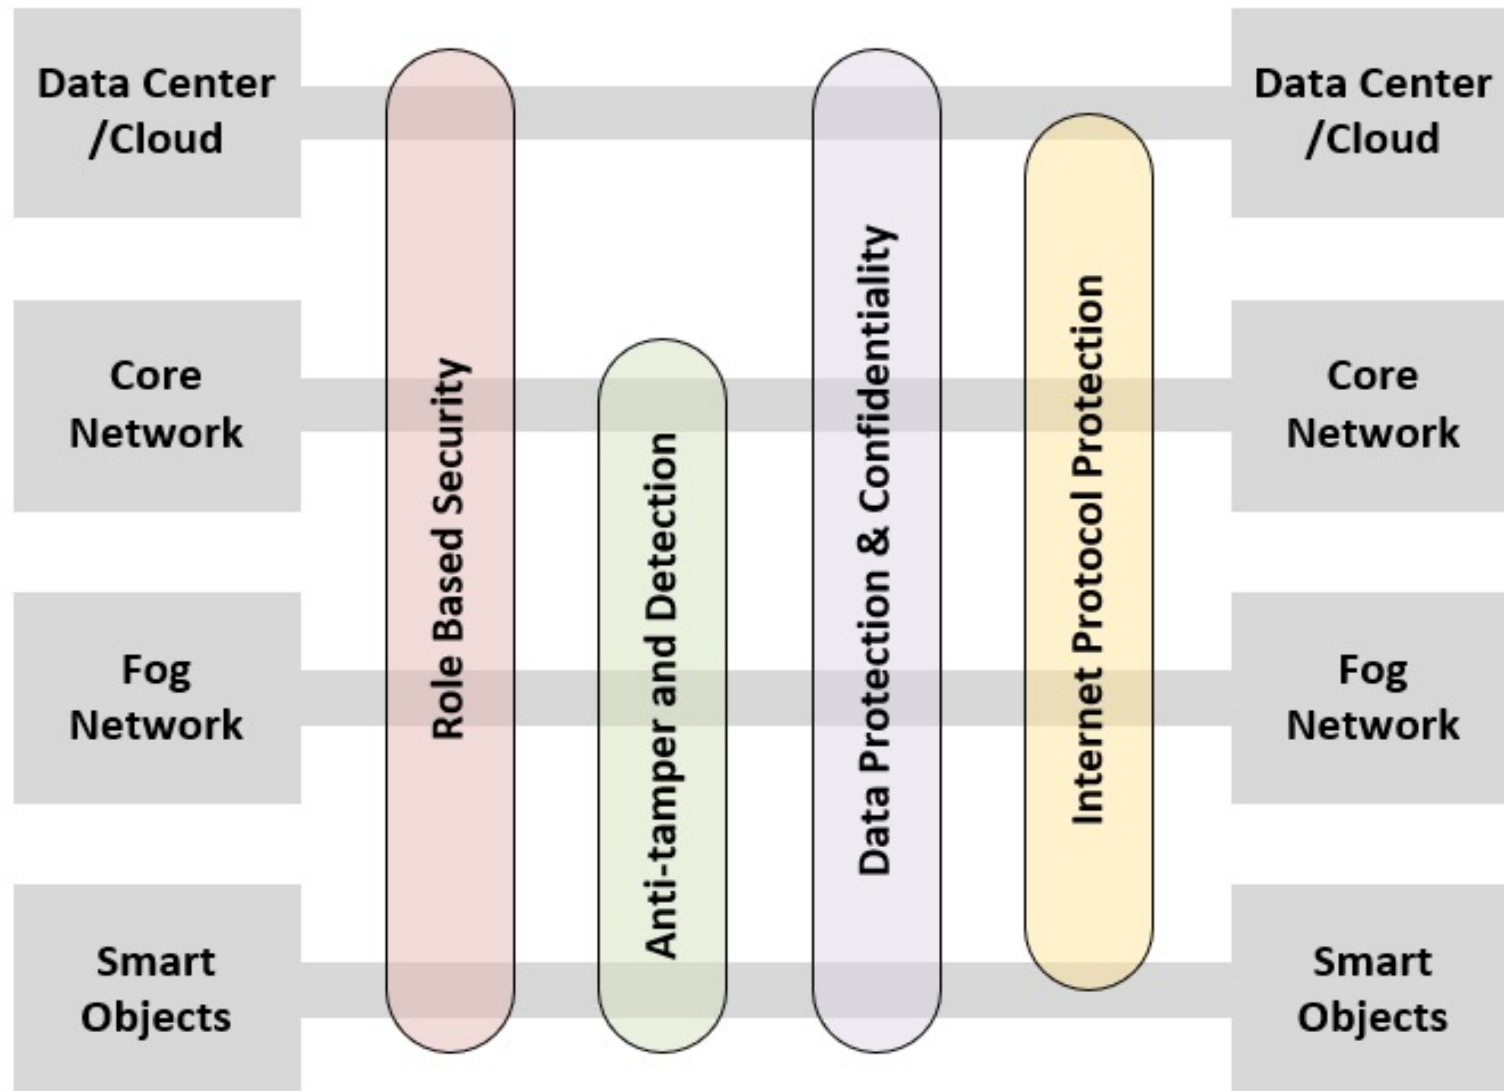 Data Center
/Cloud
Core
Network
Fog
Network
Smart
Objects
Role Based Security
Anti-tamper and Detection
Data Protection & Confidentiality
Internet Protocol Protection
Data Center
/Cloud
Core
Network
Fog
Network
Smart
Objects